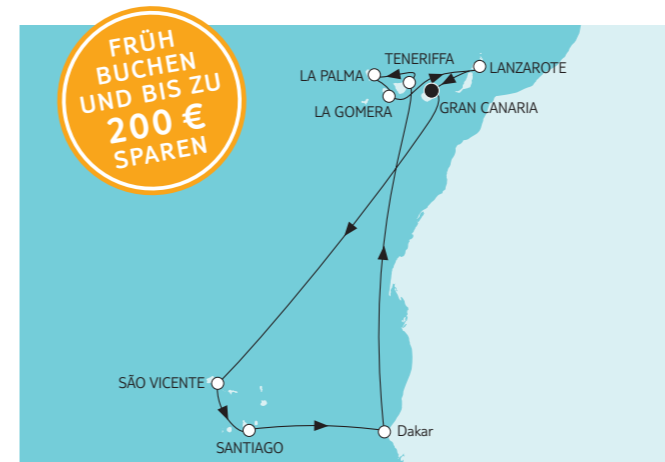 FRÜH
BUCHEN
UND BIS ZU
200 €
SPAREN
TENERIFFA
LA PALMA
LANZAROTE
LA GOMERA
GRAN CANARIA
SÃO VICENTE
SANTIAGO
Dakar